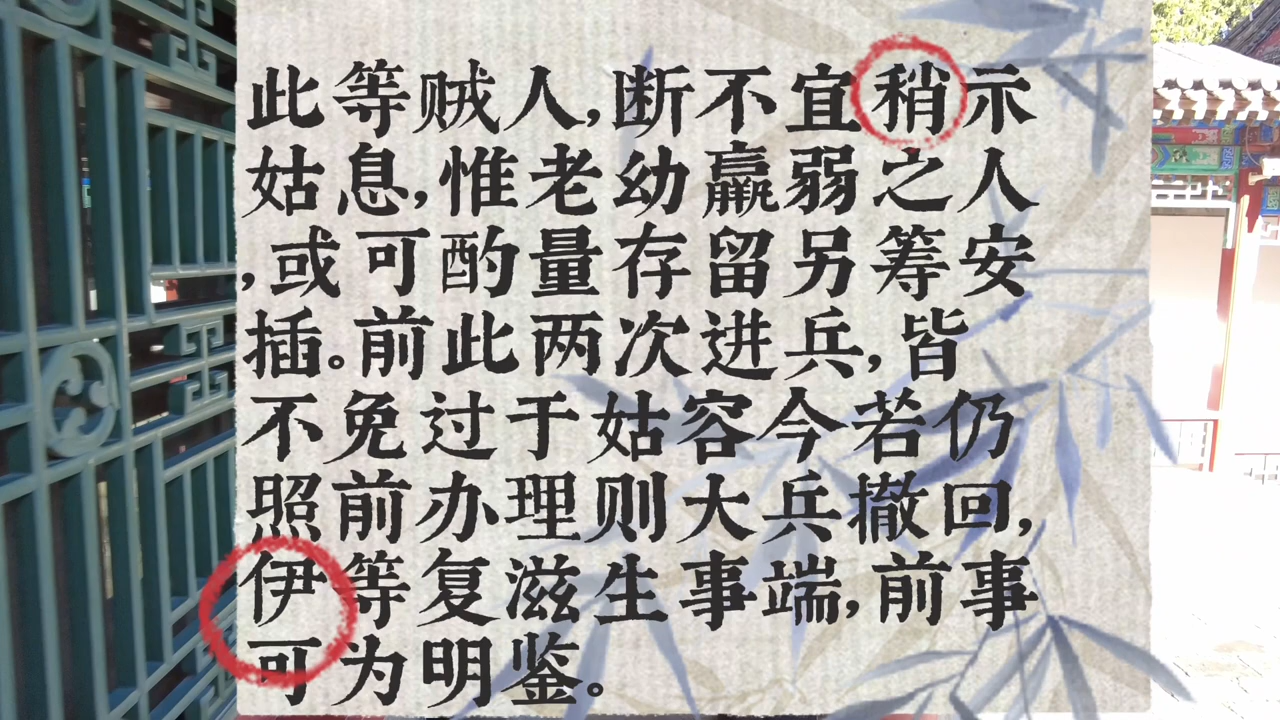 此等贼人,断不宜稍示
姑息,惟老幼羸弱之人
,或可酌量存留另筹安
插。前此两次进兵,皆
不免过于姑容今若仍
照前办理则大兵撤回,
伊等复滋生事端,前事
可为明鉴。